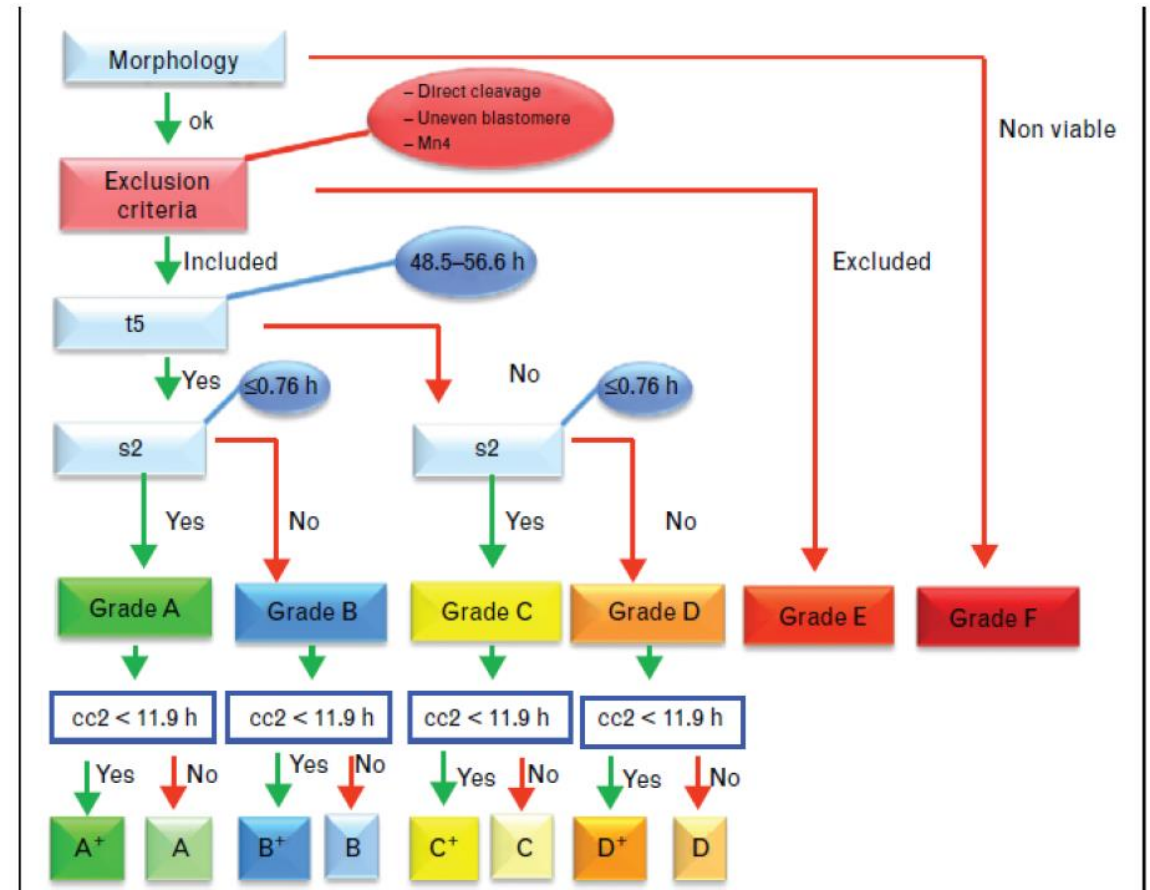 Morphology
– Direct cleavage
– Uneven blastomere
– Mn4
ok
Non viable
Exclusion
criteria
Included
48.5–56.6 h
Excluded
t5
Yes
≤0.76 h
No
≤0.76 h
s2
s2
Yes
No
Yes
No
Grade A
Grade B
Grade C
Grade D
Grade E
Grade F
cc2 < 11.9 h
cc2 < 11.9 h
cc2 < 11.9 h
cc2 < 11.9 h
Yes
No
Yes
No
Yes
No
Yes
No
A+
A
B+
B
C+
C
D+
D